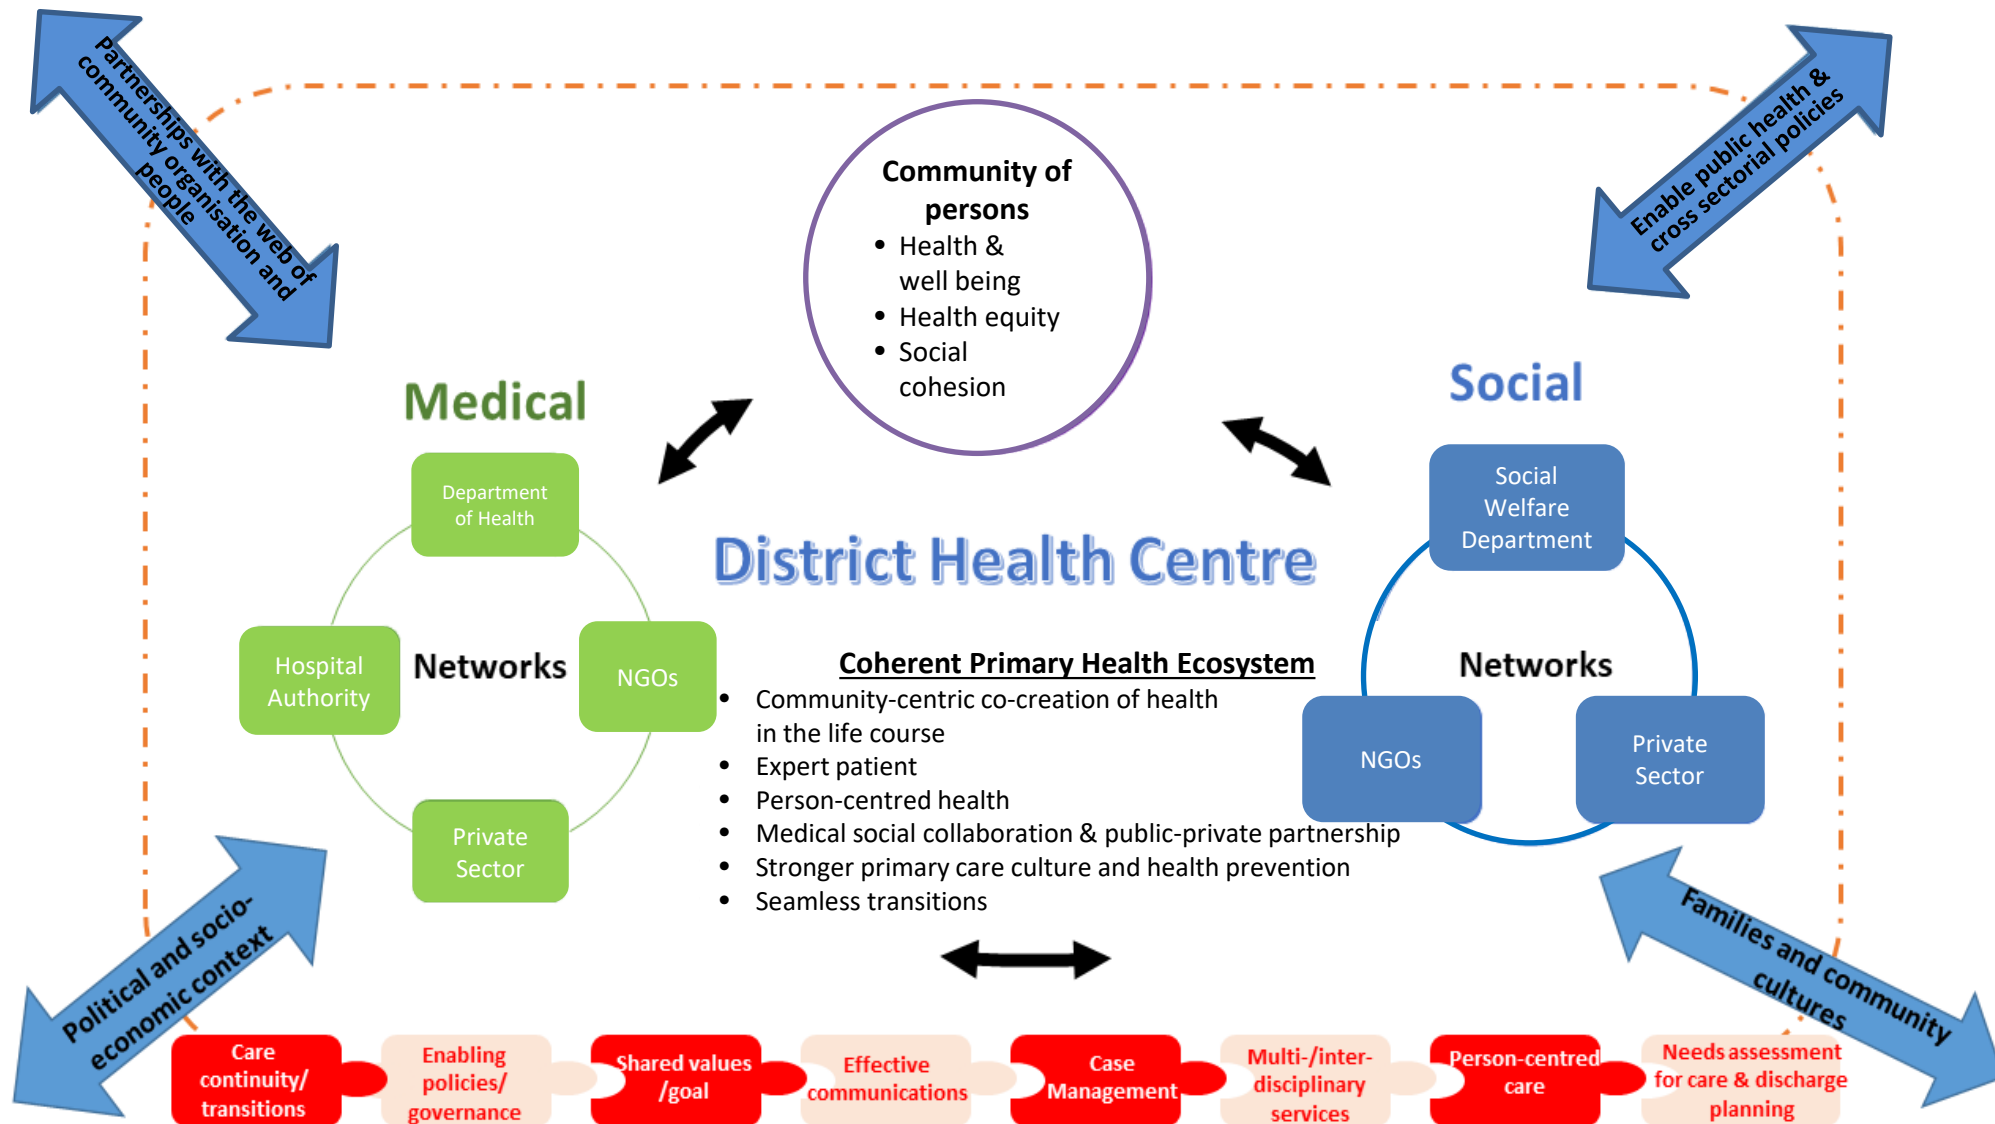 Partnerships with the web of
community organisation and
people
Enable public health &
cross sectorial policies
Community of
persons
• Health &
well being
• Health equity
• Social
cohesion
Medical
Social
Department
of Health
Hospital
Authority
Networks
NGOs
Private
Sector
District Health Centre
Social
Welfare
Department
Networks
NGOs
Private
Sector
Coherent Primary Health Ecosystem
• Community-centric co-creation of health
in the life course
• Expert patient
• Person-centred health
• Medical social collaboration & public-private partnership
• Stronger primary care culture and health prevention
• Seamless transitions
Political and socio-
economic context
Families and community
cultures
Care
continuity/
transitions
Enabling
policies/
governance
Shared values
/goal
Effective
communications
Case
Management
Multi-/inter-
disciplinary
services
Person-centred
care
Needs assessment
for care & discharge
planning